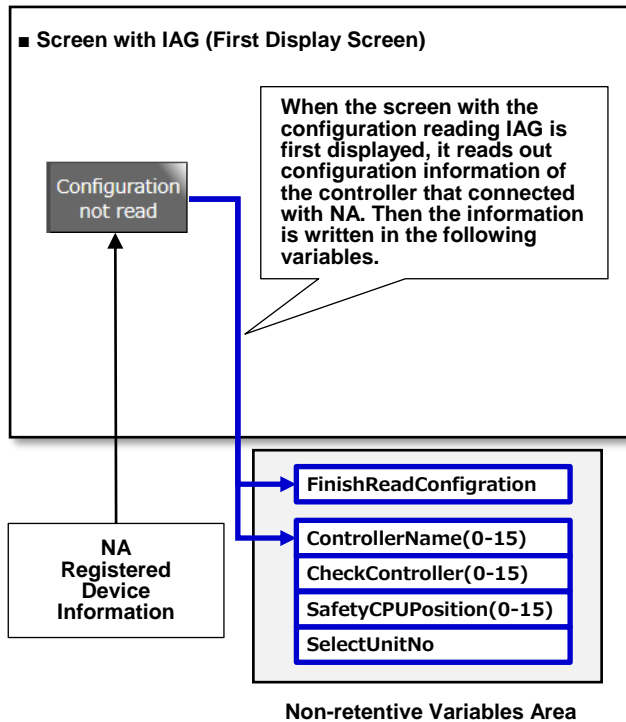 ■ Screen with IAG (First Display Screen)
When the screen with the
configuration reading IAG is
first displayed, it reads out
configuration information of
the controller that connected
with NA. Then the information
is written in the following
variables.
Configuration
not read
FinishReadConfigration
ControllerName(0-15)
CheckController(0-15)
SafetyCPUPosition(0-15)
SelectUnitNo
NA
Registered
Device
Information
Non-retentive Variables Area